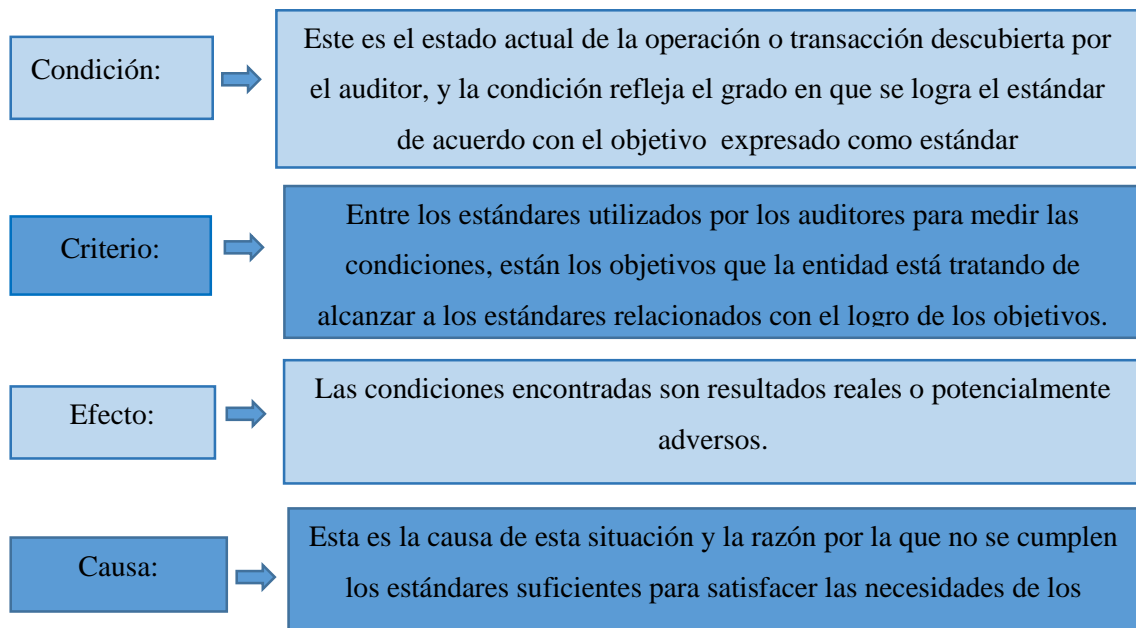 Condición:
Este es el estado actual de la operación o transacción descubierta por
el auditor, y la condición refleja el grado en que se logra el estándar
de acuerdo con el objetivo expresado como estándar
Criterio:
Entre los estándares utilizados por los auditores para medir las
condiciones, están los objetivos que la entidad está tratando de
alcanzar a los estándares relacionados con el logro de los objetivos.
Efecto:
Las condiciones encontradas son resultados reales o potencialmente
adversos.
Causa:
Esta es la causa de esta situación y la razón por la que no se cumplen
los estándares suficientes para satisfacer las necesidades de los